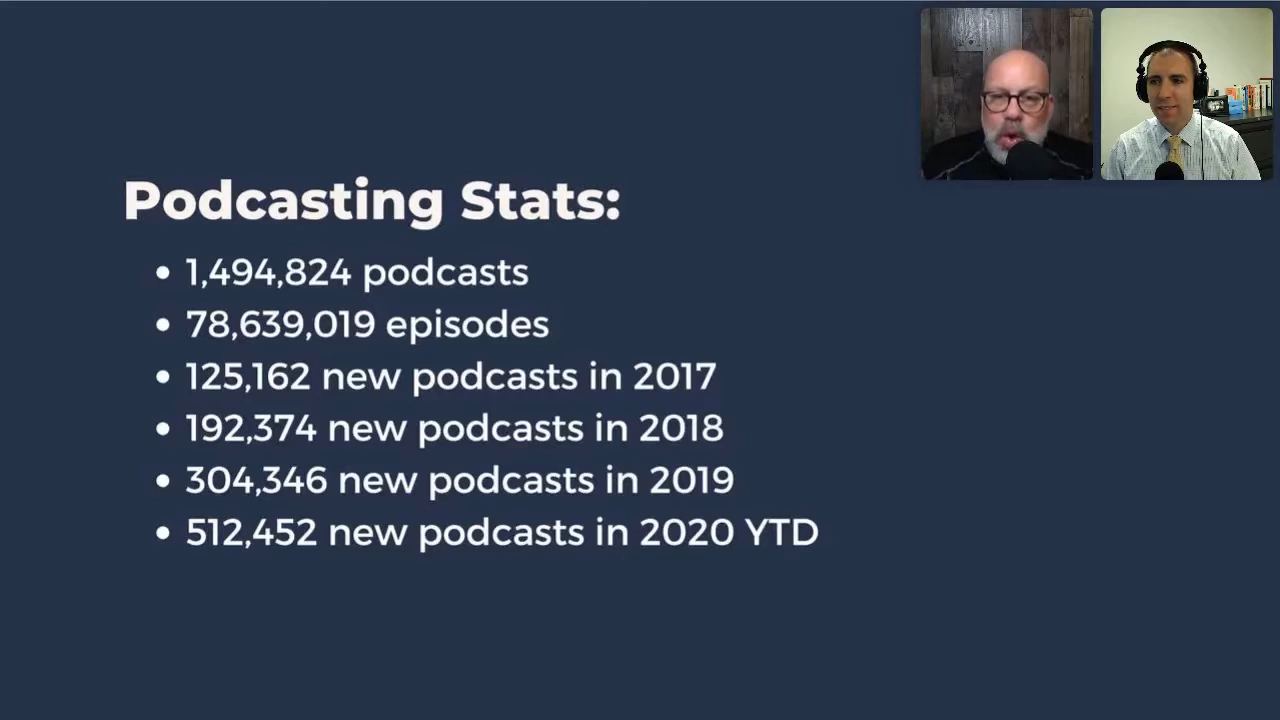 Podcasting Stats:
• 1,494,824 podcasts
• 78,639,019 episodes
• 125,162 new podcasts in 2017
• 192,374 new podcasts in 2018
• 304,346 new podcasts in 2019
• 512,452 new podcasts in 2020 YTD